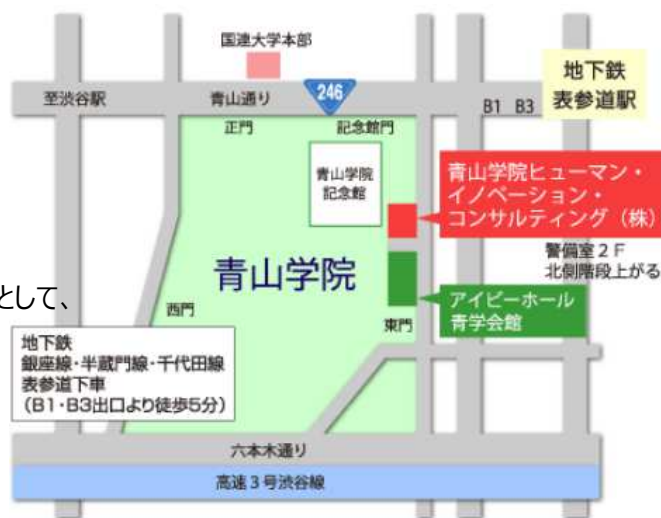 国連大学本部
地下鉄
表参道駅
至渋谷駅
青山通り
246
B1 B3
正門
記念館門
青山学院
記念館
青山学院ヒューマン・
イノベーション・
コンサルティング（株）
警備室２Ｆ
北側階段上がる
青山学院
として、
西門
アイビーホール
青学会館
東門
地下鉄
銀座線・半蔵門線・千代田線
表参道下車
（B1・B3出口より徒歩5分）
六本木通り
高速３号渋谷線